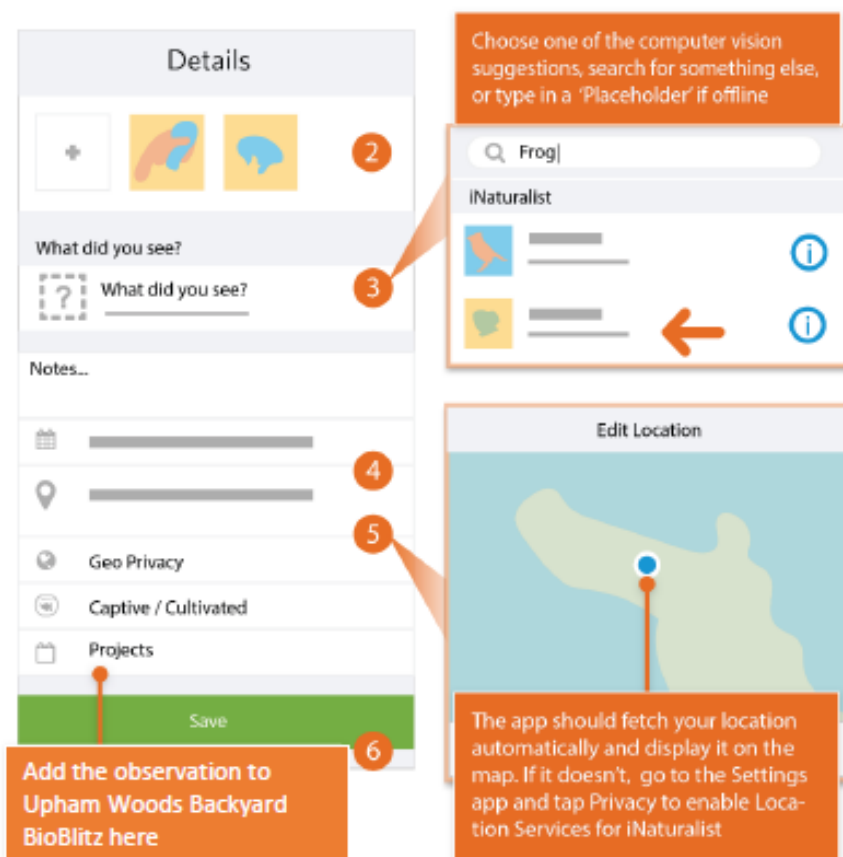 Details
2
What did you see?
?
What did you see?
3
Notes...
4
5
Geo Privacy
Captive / Cultivated
Projects
Save
6
Add the observation to
Upham Woods Backyard
BioBlitz here
Choose one of the computer vision
suggestions, search for something else,
or type in a 'Placeholder' if offline
Frog
iNaturalist
i
i
Edit Location
The app should fetch your location
automatically and display it on the
map. If it doesn't, go to the Settings
app and tap Privacy to enable Loca-
tion Services for iNaturalist